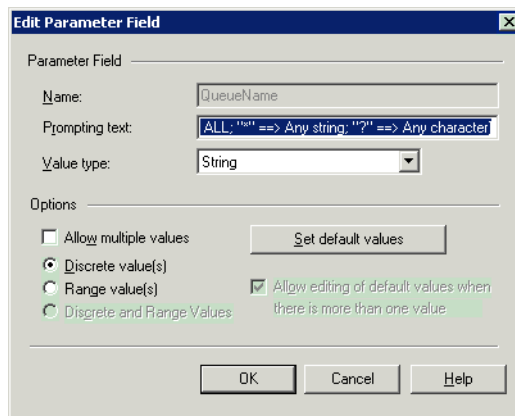 Edit Parameter Field
Parameter Field
Name: QueueName
Prompting text: ALL; "*" ==> Any string; "?" ==> Any character
Value type: String
Options
Allow multiple values
Set default values
Discrete value(s)
Range value(s)
Discrete and Range Values
Allow editing of default values when
there is more than one value
OK Cancel Help